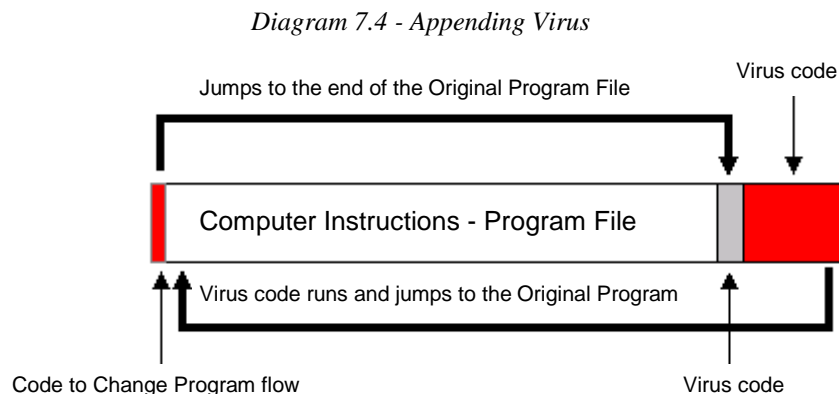 Diagram 7.4 - Appending Virus
Virus code
Jumps to the end of the Original Program File
Computer Instructions - Program File
Virus code runs and jumps to the Original Program
Code to Change Program flow
Virus code